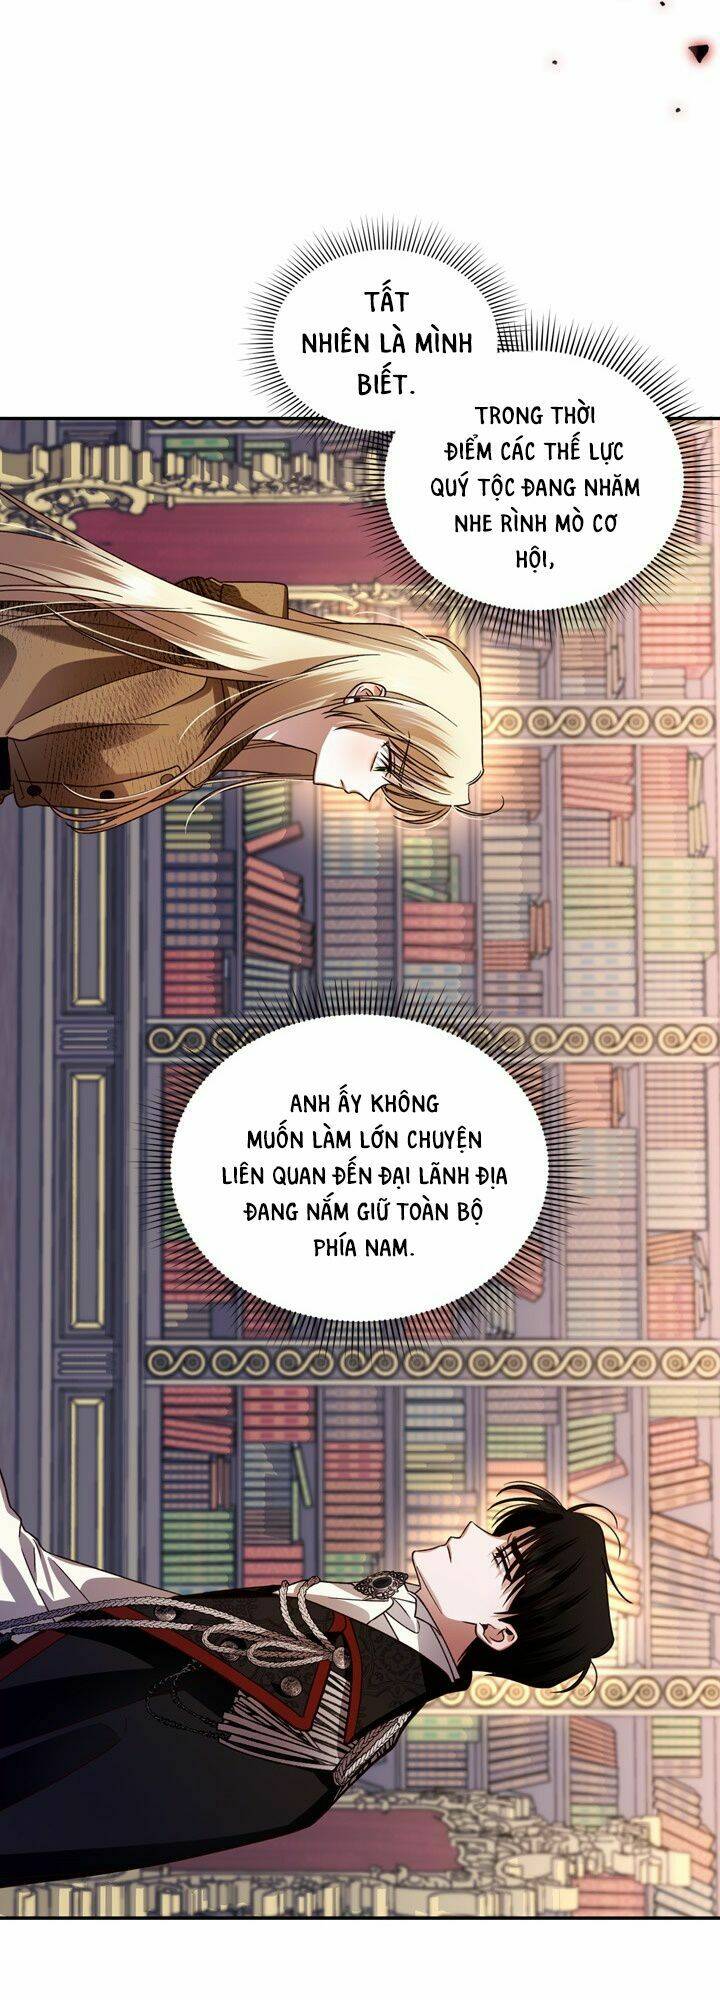 TẤT
NHIÊN LÀ MÌNH
BIẾT.
TRONG THỜI
ĐIỂM CÁC THẾ LỰC
QUÝ TỘC ĐANG NHĂM
NHE RÌNH MÒ CƠ
HỘI,
ANH ẤY KHÔNG
MUỐN LÀM LỚN CHUYỆN
LIÊN QUAN ĐẾN ĐẠI LÃNH ĐỊA
ĐANG NẮM GIỮ TOÀN BỘ
PHÍA NAM.